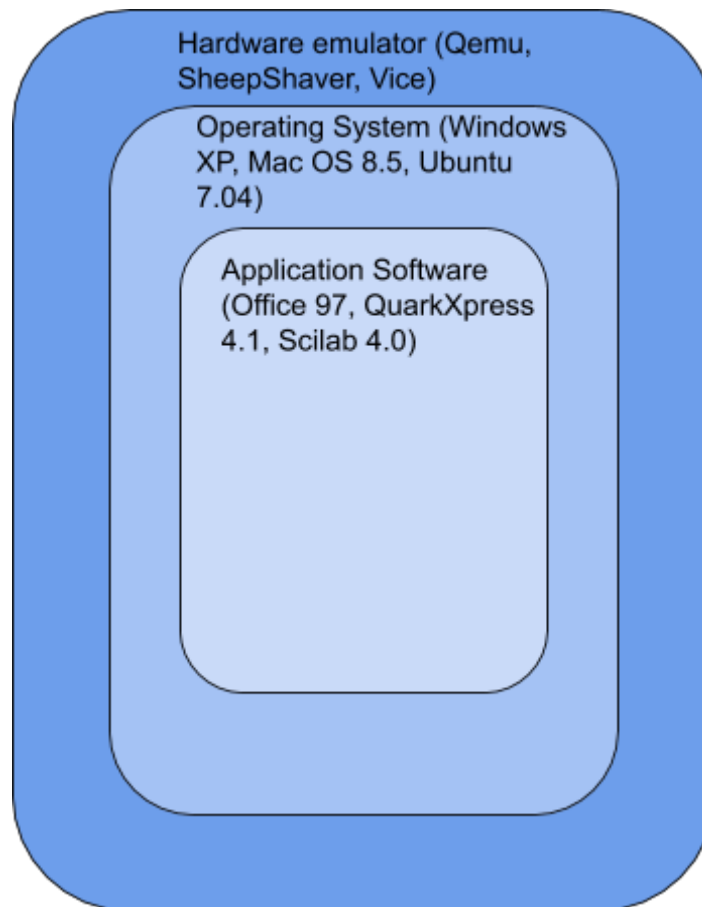 Hardware emulator (Qemu,
SheepShaver, Vice)
Operating System (Windows
XP, Mac OS 8.5, Ubuntu
7.04)
Application Software
(Office 97, QuarkXpress
4.1, Scilab 4.0)